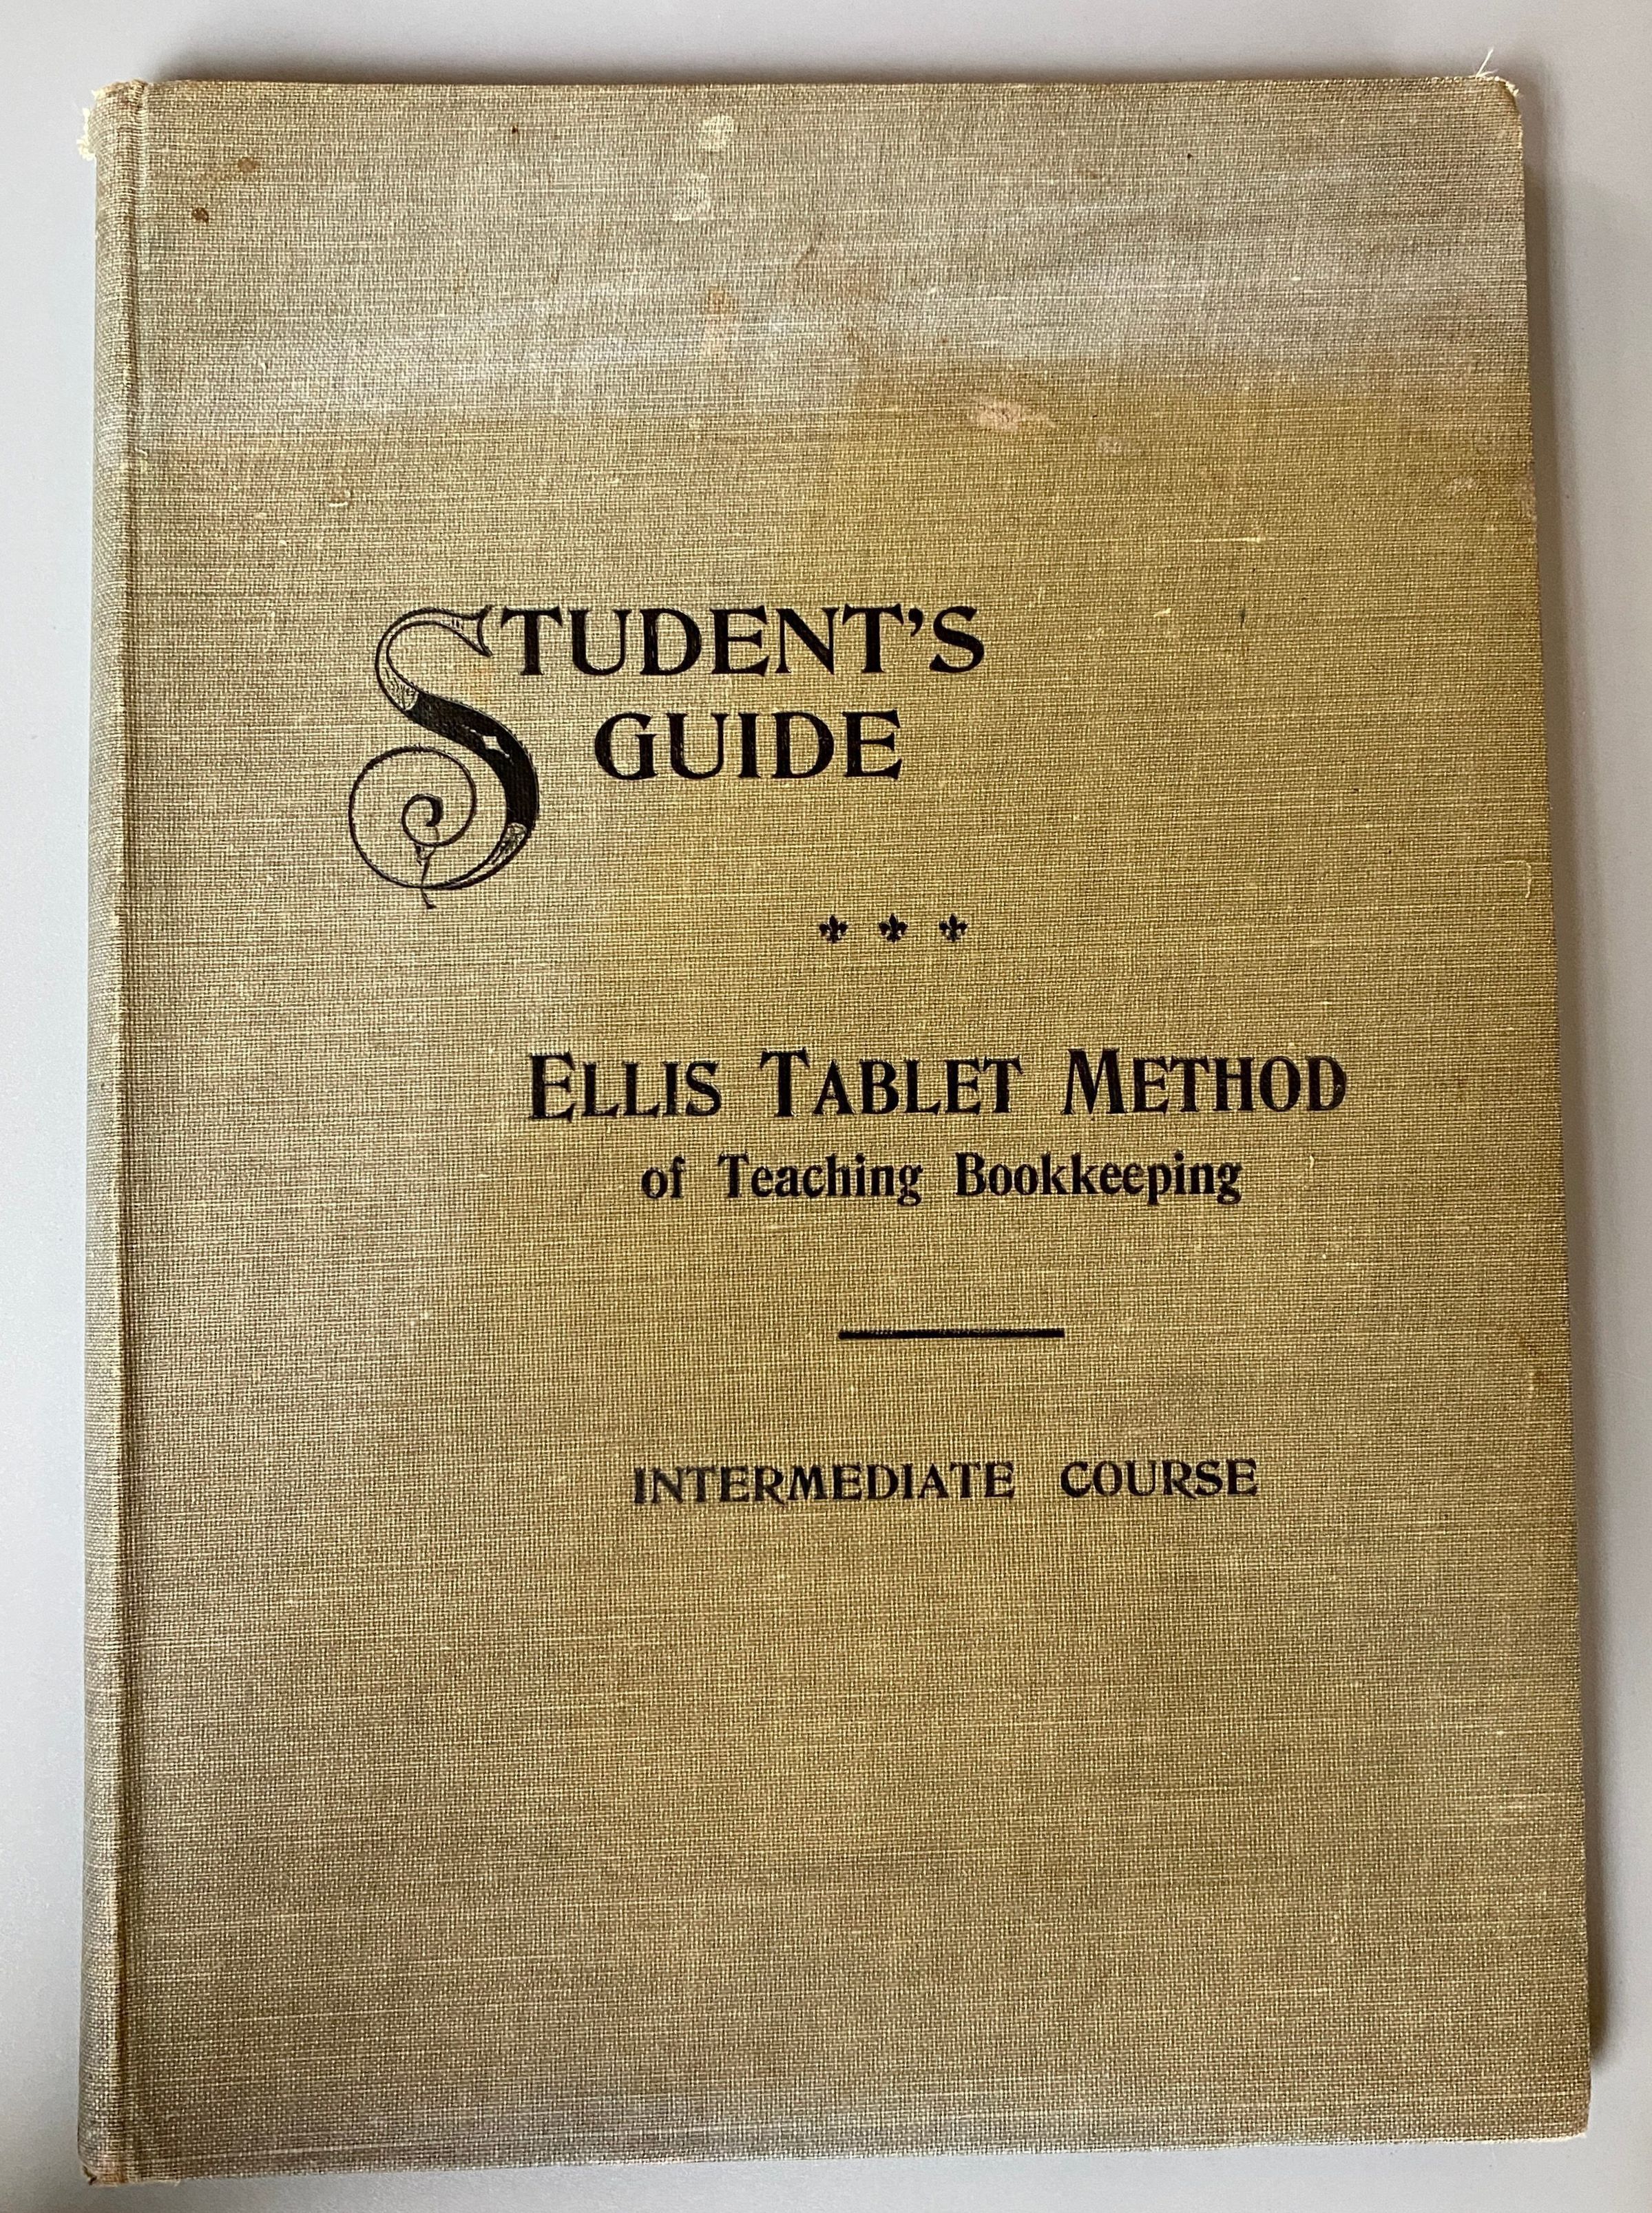 STUDENT'S
GUIDE
ELLIS TABLET METHOD
of Teaching Bookkeeping
INTERMEDIATE COURSE